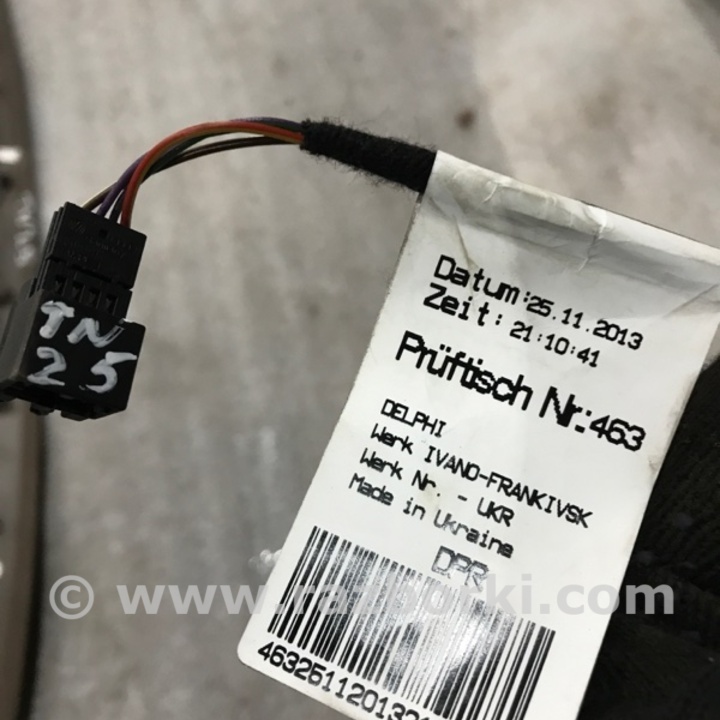 TN
25
Datum:25.11.2013
Zeit: 21:10:41
Prüftisch Nr.:463
DELPHI
Werk IVANO-FRANKIVSK
Werk Nr. - UKR
Made in Ukraine
DPR
© www.razborki.com